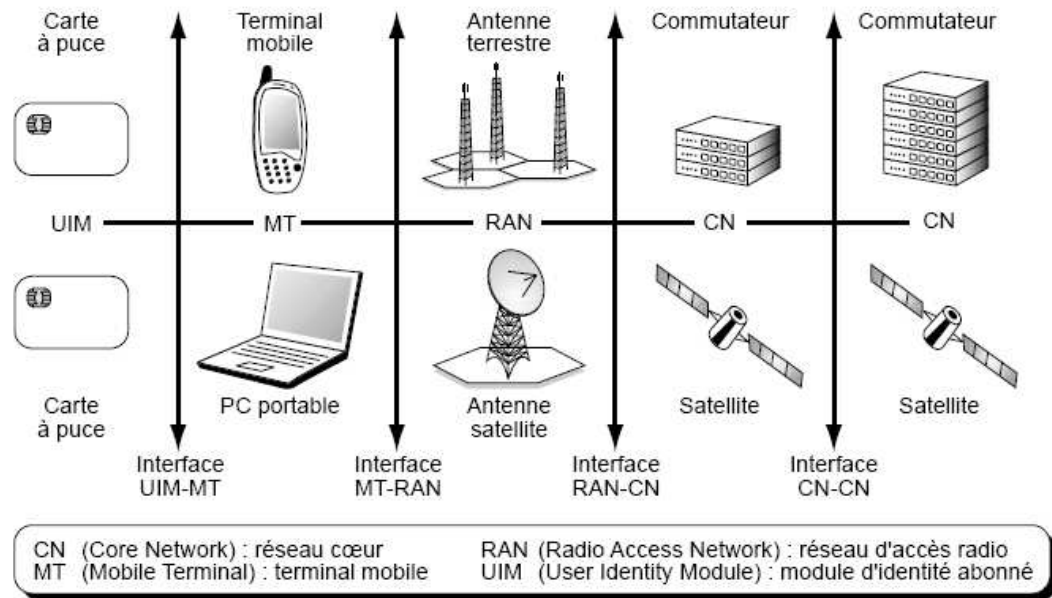 Carte
à puce
Terminal
mobile
Antenne
terrestre
Commutateur
Commutateur
UIM
MT
RAN
CN
CN
Carte
à puce
PC portable
Antenne
satellite
Satellite
Satellite
Interface
UIM-MT
Interface
MT-RAN
Interface
RAN-CN
Interface
CN-CN
CN (Core Network) : réseau cœur
RAN (Radio Access Network) : réseau d'accès radio
MT (Mobile Terminal) : terminal mobile
UIM (User Identity Module) : module d'identité abonné